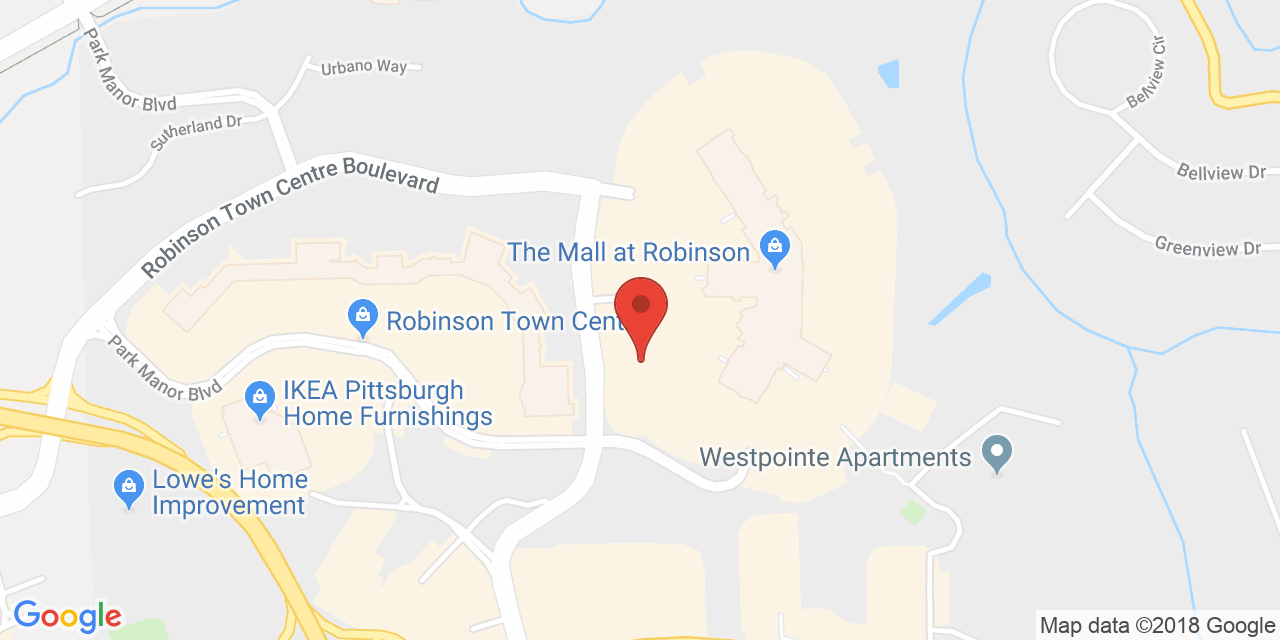 Park Manor Blvd
Urbano Way
Sutherland Dr
Bellview Cir
Bellview Dr
Greenview Dr
Robinson Town Centre Boulevard
The Mall at Robinson
Robinson Town Cent
Park Manor Blvd
IKEA Pittsburgh
Home Furnishings
Westpointe Apartments
Lowe's Home
Improvement
Google
Map data ©2018 Google